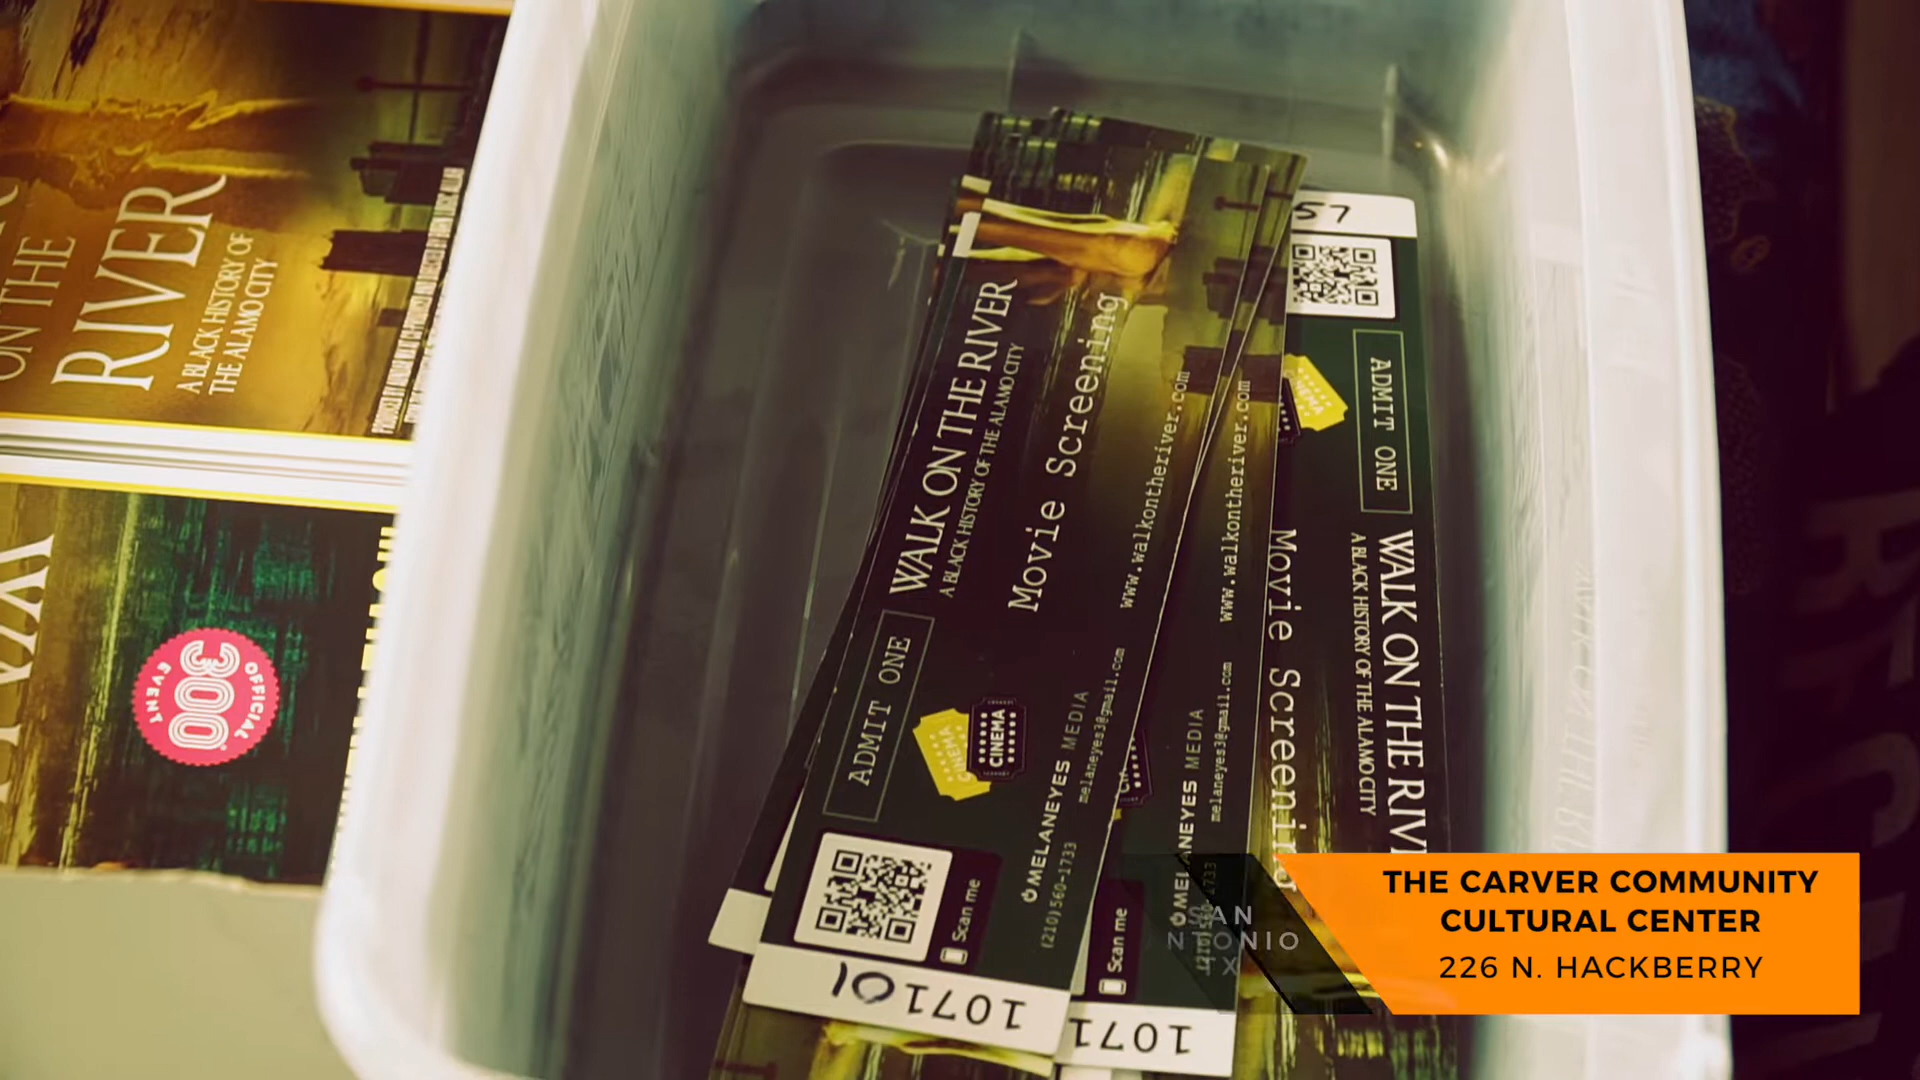 ON THE
RIVER
A BLACK HISTORY OF
THE ALAMO CITY
OFFICIAL
300
EVENT
WALK ON THE RIVER
A BLACK HISTORY OF THE ALAMO CITY
Movie Screening
www.walkontheriver.com
ADMIT ONE
CINEMA
CINEMA
MELANEYES MEDIA
melaneyes3@gmail.com
(210)560-1733
Scan me
107101
www.walkontheriver.com
MELANEYES MEDIA
melaneyes3@gmail.com
Scan me
1071
57
ADMIT ONE
WALK ON THE RIV
A BLACK HISTORY OF THE ALAMO CITY
Movie Screening
THE CARVER COMMUNITY
CULTURAL CENTER
226 N. HACKBERRY